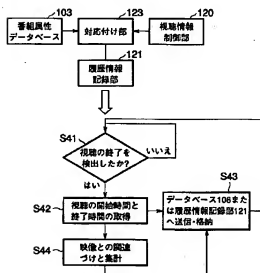 103
123
120
番組属性
データベース
対応付け部
視聴情報
制御部
121
履歴情報
記録部
S41
視聴の終了を
検出したか?
いいえ
はい
S43
S42
視聴の開始時間と
終了時間の取得
データベース106または
履歴情報記録部121
へ送信・格納
S44
映像との関連
づけと集計